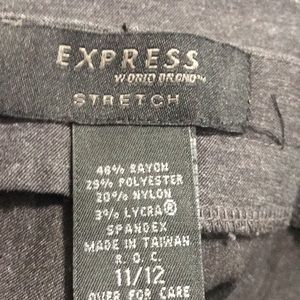 EXPRESS
WORLD BRAND™
STRETCH
46% RAYON
29% POLYESTER
20% NYLON
3% LYCRA®
SPANDEX
MADE IN TAIWAN
R. O. C.
11/12
OVER FOR CARE